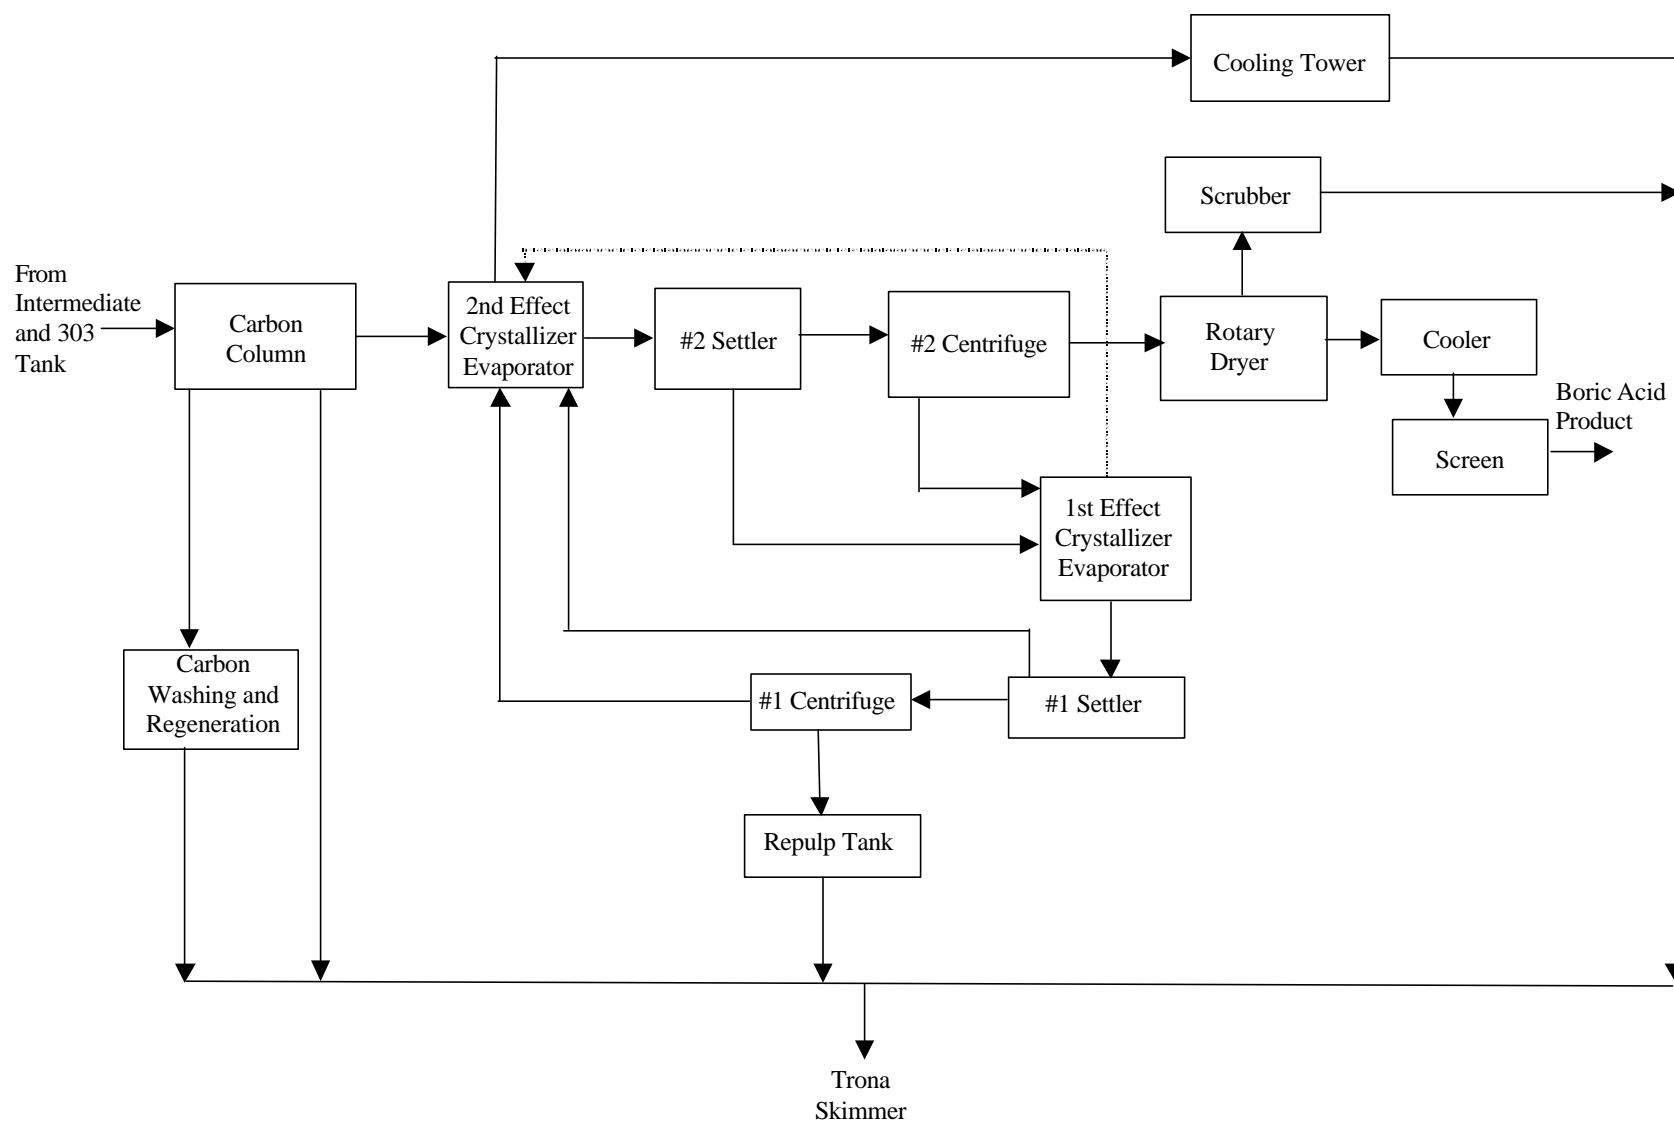 Cooling Tower
Scrubber
From
Intermediate
and 303
Tank
Carbon
Column
2nd Effect
Crystallizer
Evaporator
#2 Settler
#2 Centrifuge
Rotary
Dryer
Cooler
Boric Acid
Product
Screen
1st Effect
Crystallizer
Evaporator
Carbon
Washing and
Regeneration
#1 Centrifuge
#1 Settler
Repulp Tank
Trona
Skimmer